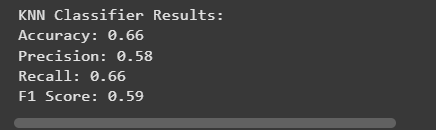 KNN Classifier Results:
Accuracy: 0.66
Precision: 0.58
Recall: 0.66
F1 Score: 0.59